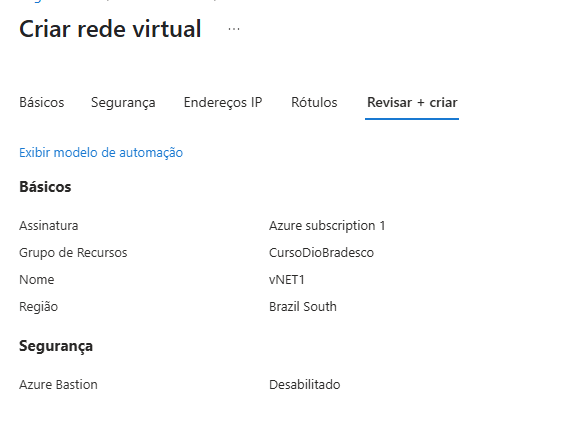 Criar rede virtual ...
Básicos Segurança Endereços IP Rótulos Revisar + criar
Exibir modelo de automação
Básicos
Assinatura Azure subscription 1
Grupo de Recursos CursoDioBradesco
Nome vNET1
Região Brazil South
Segurança
Azure Bastion Desabilitado